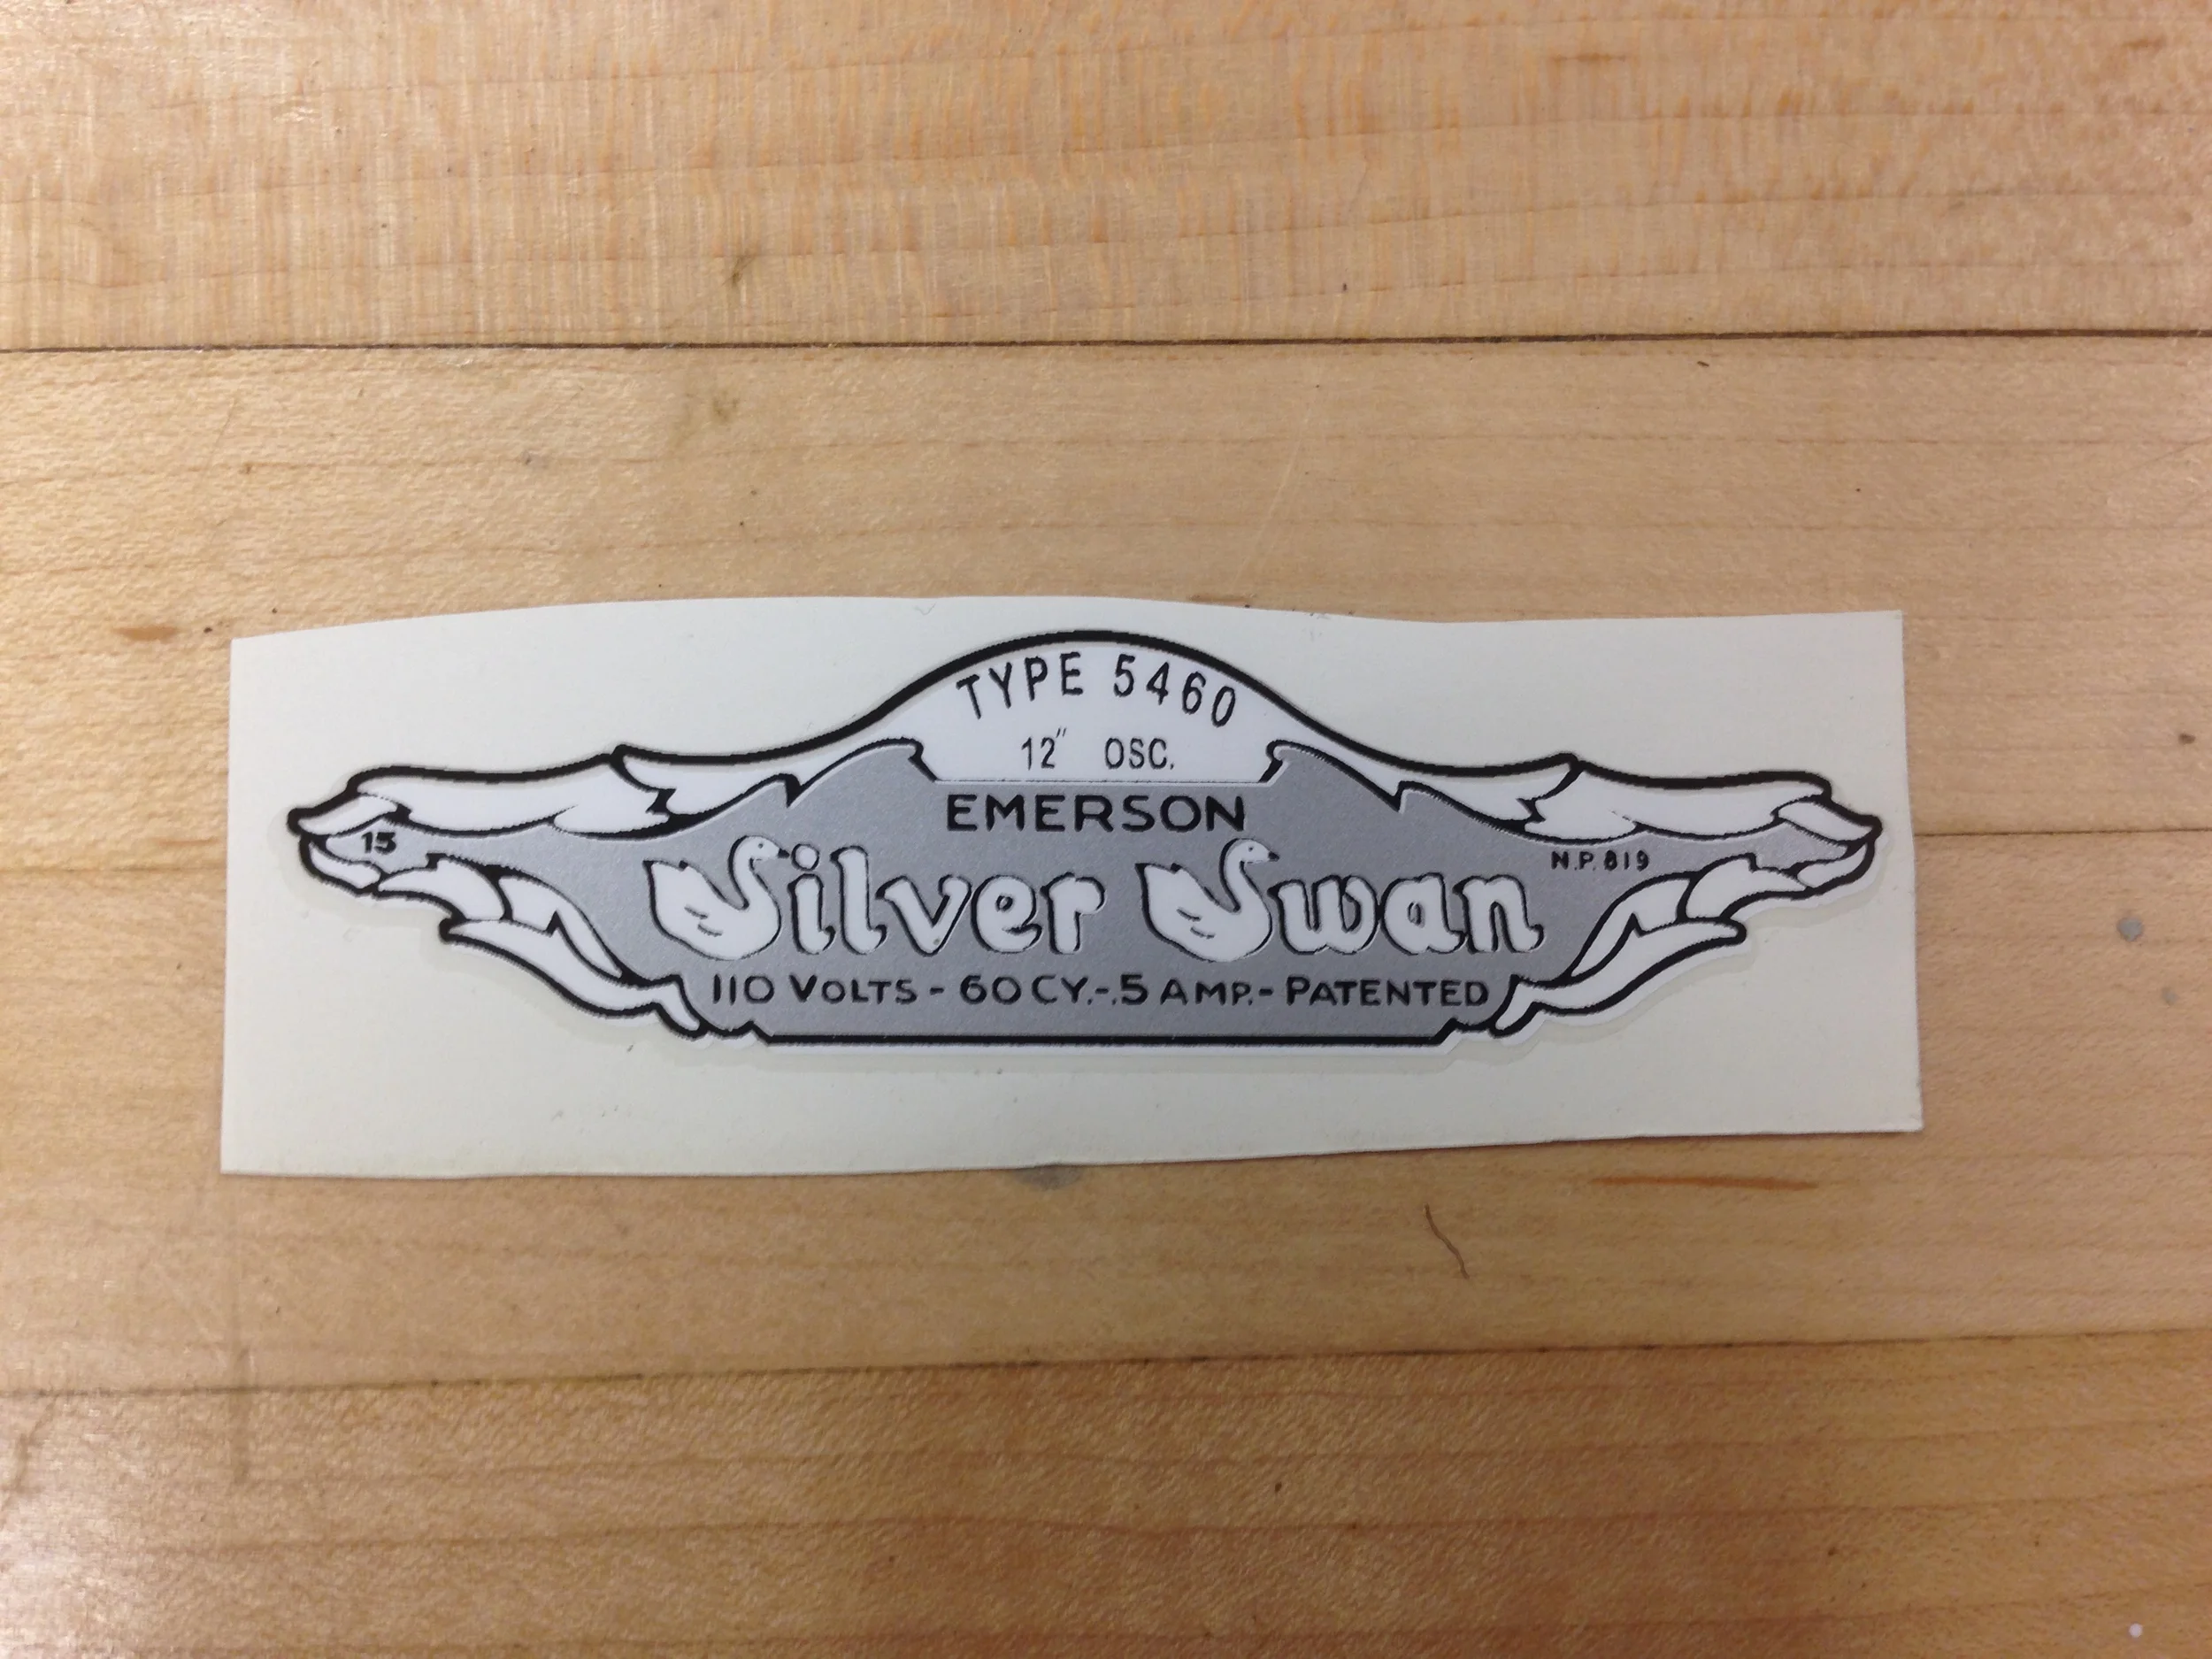 TYPE 5460
12" OSC.
EMERSON
15
N.P. 819
Silver Swan
110 VOLTS - 60 CY.-.5 AMP.- PATENTED